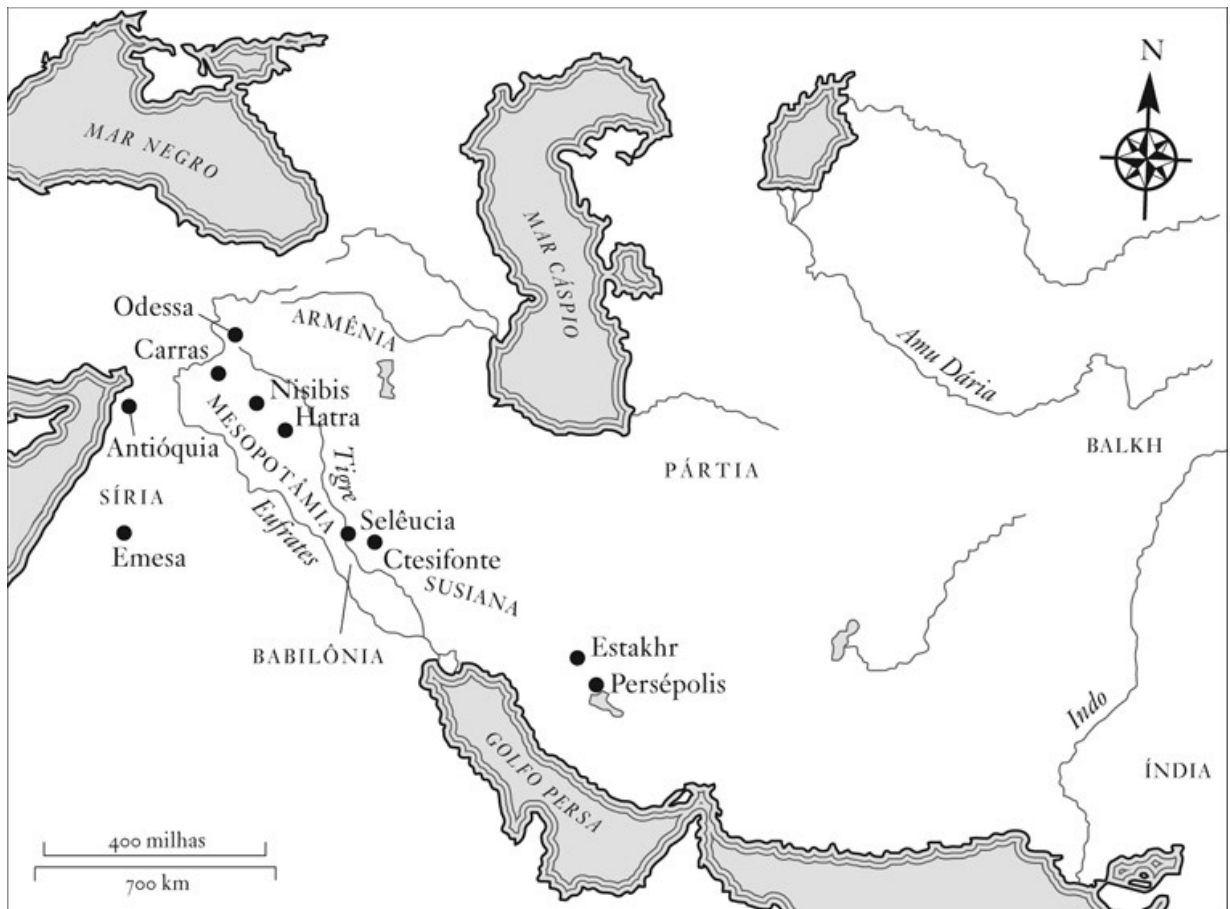 N
MAR NEGRO
MAR CÁSPIO
Odessa
ARMÊNIA
Carras
Amu Dária
Nisibis
Hatra
MESOPOTÂMIA
Antióquia
BALKH
PÁRTIA
Tigre
SÍRIA
Eufrates
Selêucia
Emesa
Ctesifonte
SUSIANA
BABILÔNIA
Estakhr
Persépolis
Indo
GOLFO PERSA
ÍNDIA
400 milhas
700 km